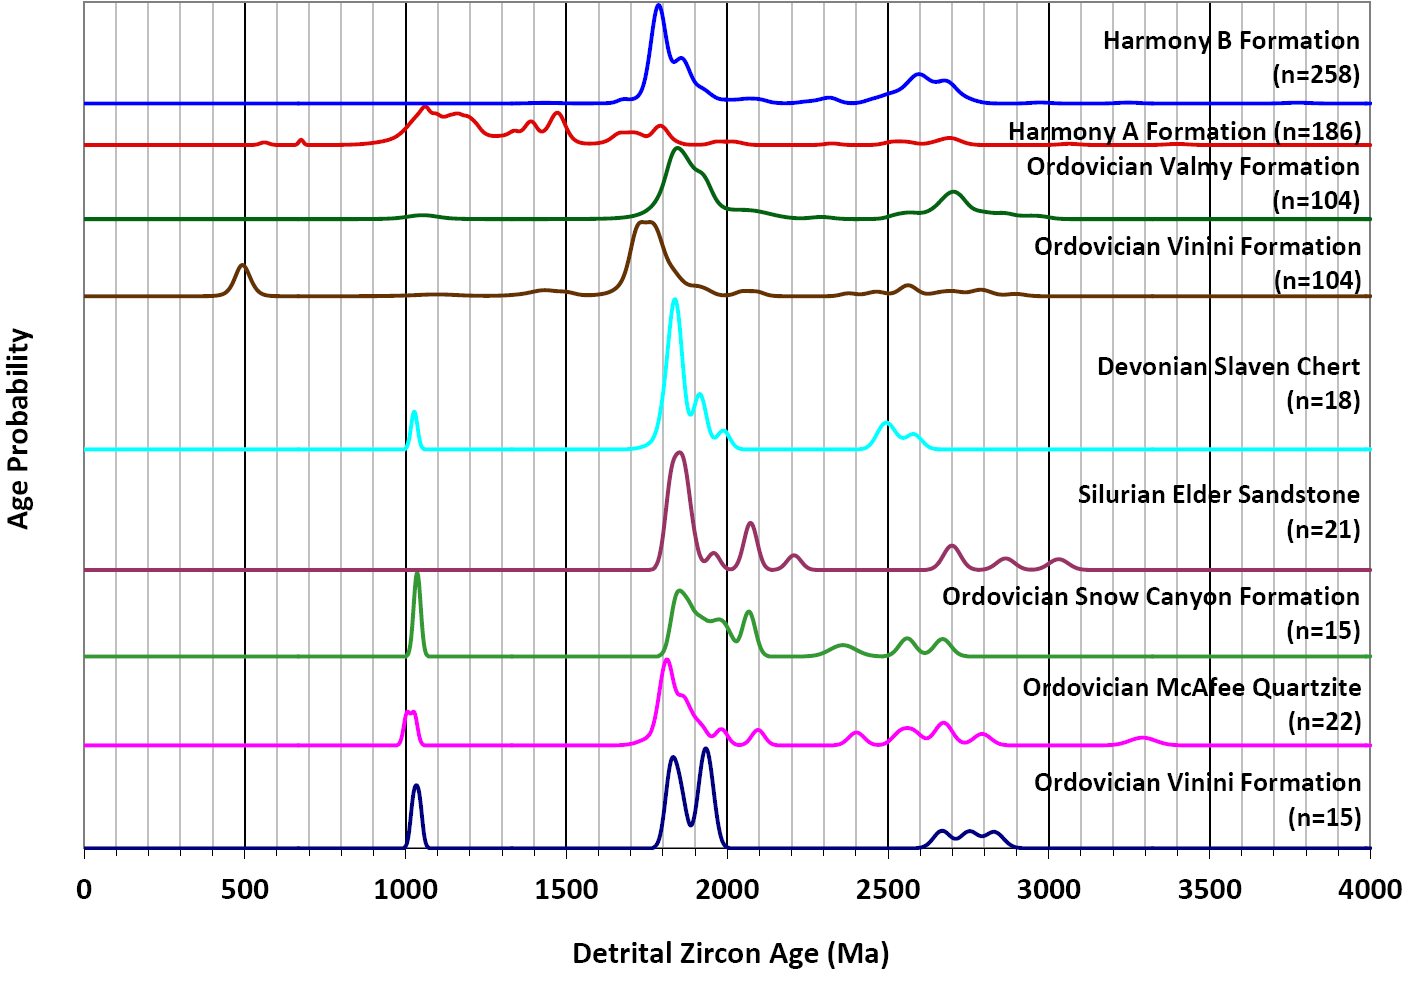 Harmony B Formation
(n=258)
Harmony A Formation (n=186)
Ordovician Valmy Formation
(n=104)
Ordovician Vinini Formation
(n=104)
Devonian Slaven Chert
(n=18)
Silurian Elder Sandstone
(n=21)
Ordovician Snow Canyon Formation
(n=15)
Ordovician McAfee Quartzite
(n=22)
Ordovician Vinini Formation
(n=15)
Age Probability
0 500 1000 1500 2000 2500 3000 3500 4000
Detrital Zircon Age (Ma)